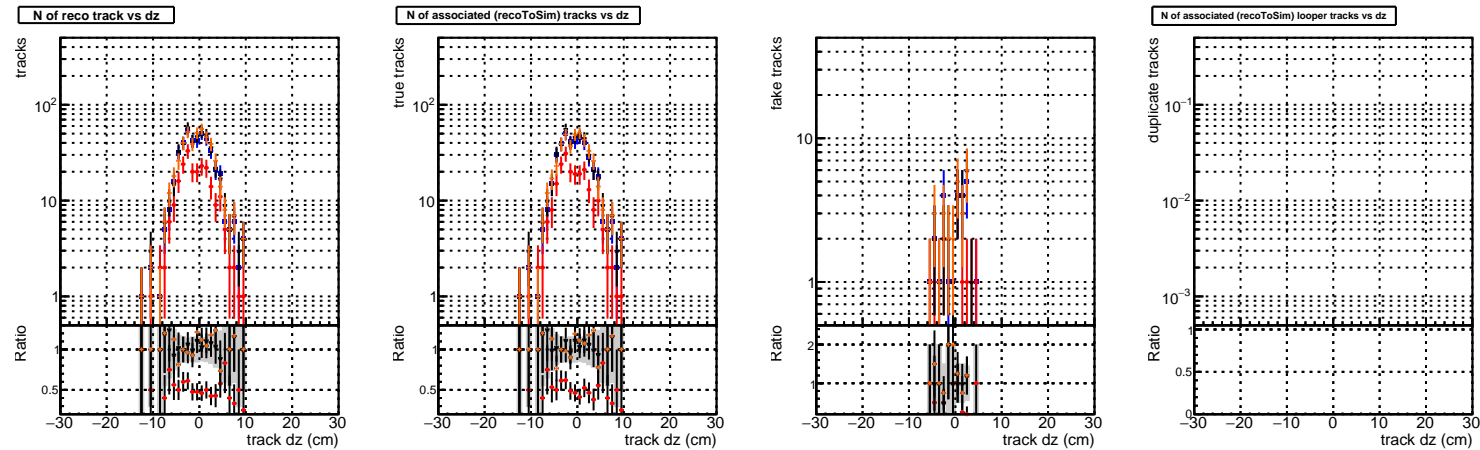 N of reco track vs dz
tracks
10²
10
1
Ratio
1
0.5
−30 −20 −10 0 10 20 30
track dz (cm)
N of associated (recoToSim) tracks vs dz
true tracks
10²
10
1
Ratio
1
0.5
−30 −20 −10 0 10 20 30
track dz (cm)
fake tracks
10
1
Ratio
2
1
−30 −20 −10 0 10 20 30
track dz (cm)
N of associated (recoToSim) looper tracks vs dz
duplicate tracks
10⁻¹
10⁻²
10⁻³
Ratio
1
0.5
0
−30 −20 −10 0 10 20 30
track dz (cm)